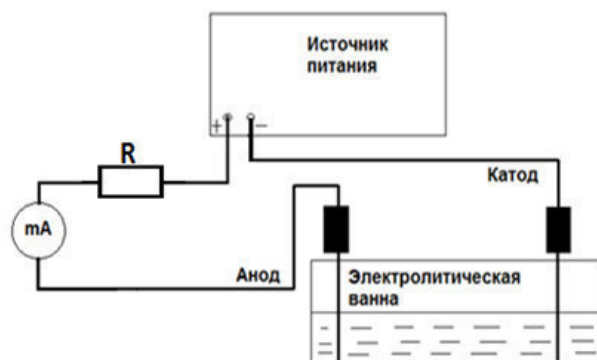 Источник
питания
+ −
R
Катод
mA
Анод
Электролитическая
ванна